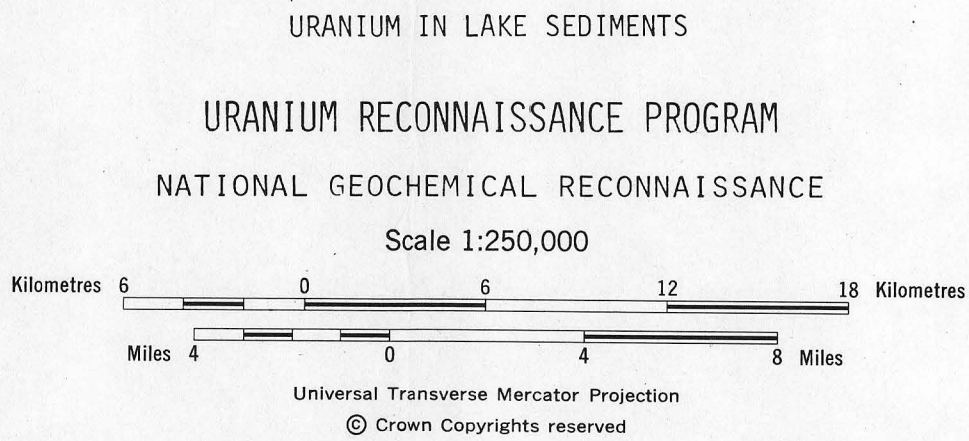 URANIUM IN LAKE SEDIMENTS
URANIUM RECONNAISSANCE PROGRAM
NATIONAL GEOCHEMICAL RECONNAISSANCE
Scale 1:250,000
Kilometres 6 0 6 12 18 Kilometres
Miles 4 0 4 8 Miles
Universal Transverse Mercator Projection
© Crown Copyrights reserved